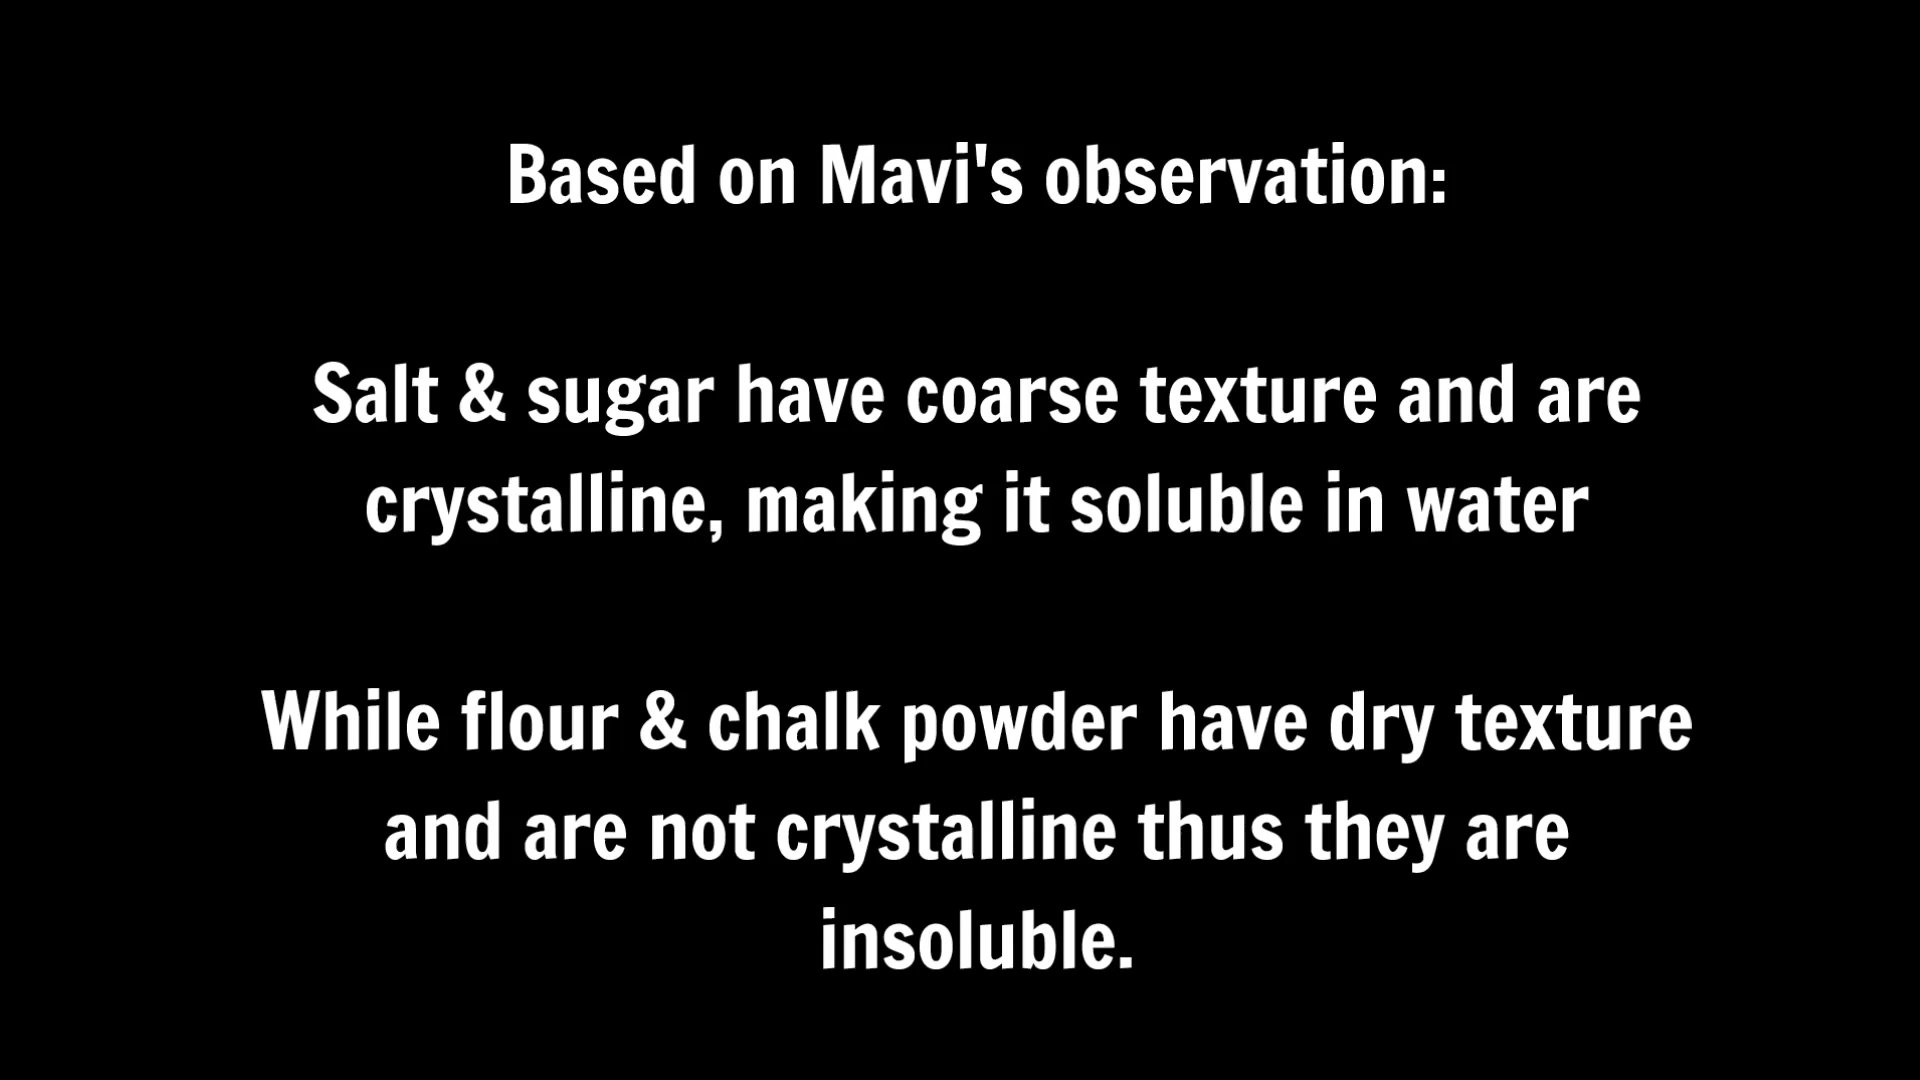 Based on Mavi's observation:
Salt & sugar have coarse texture and are
crystalline, making it soluble in water
While flour & chalk powder have dry texture
and are not crystalline thus they are
insoluble.